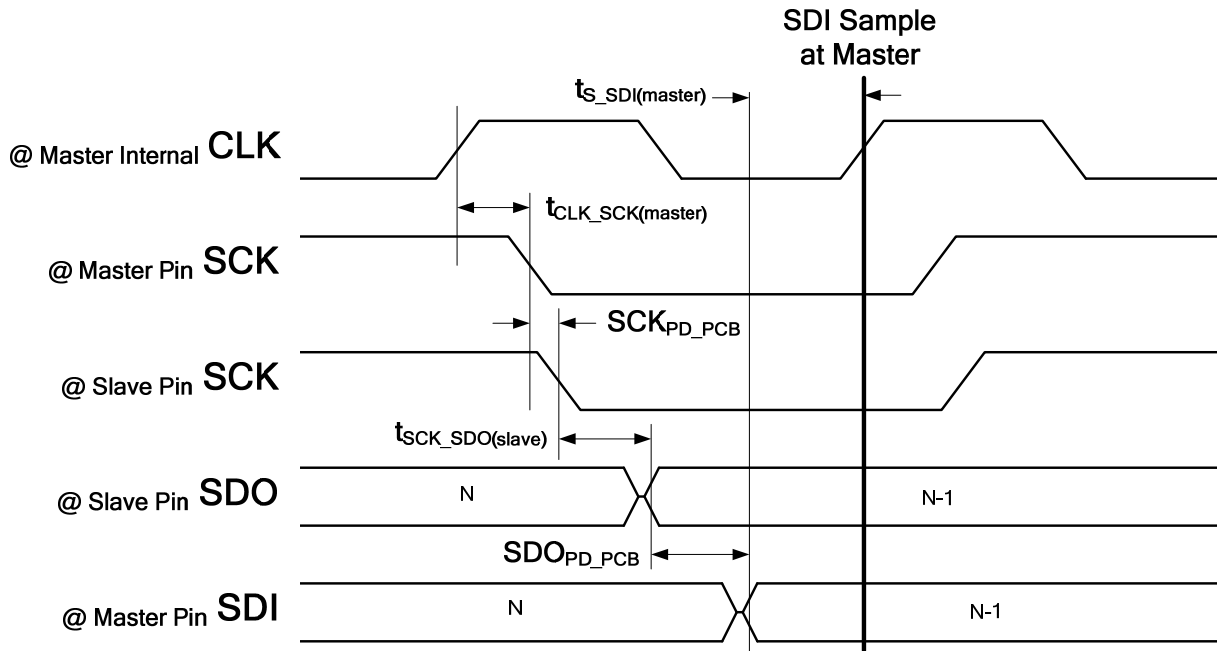 SDI Sample
at Master
tS_SDI(master)
@ Master Internal CLK
tCLK_SCK(master)
@ Master Pin SCK
SCKPD_PCB
@ Slave Pin SCK
tSCK_SDO(slave)
@ Slave Pin SDO
N
N-1
SDOPD_PCB
@ Master Pin SDI
N
N-1